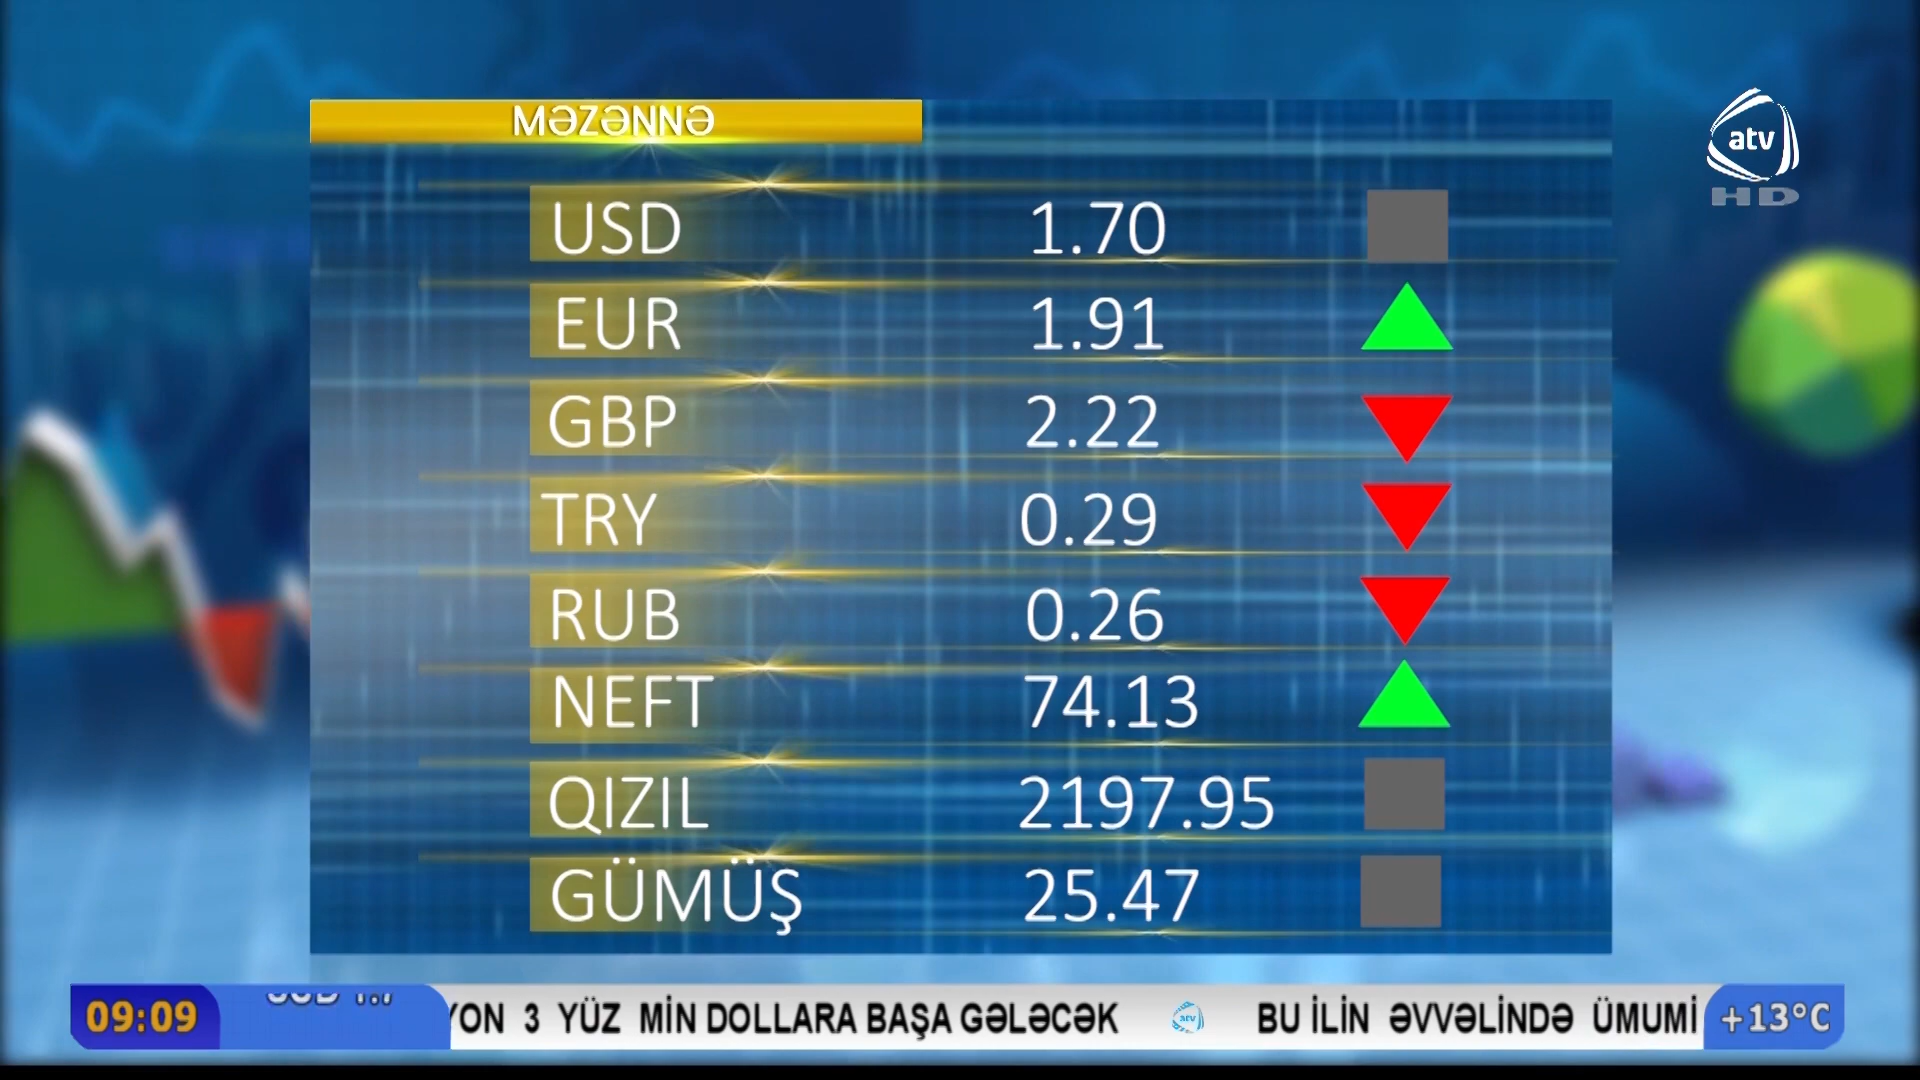 MƏZƏNNƏ
atv
HD
USD 1.70
EUR 1.91
GBP 2.22
TRY 0.29
RUB 0.26
NEFT 74.13
QIZIL 2197.95
GÜMÜŞ 25.47
09:09 YON 3 YÜZ MİN DOLLARA BAŞA GƏLƏCƏK atv BU İLİN ƏVVƏLİNDƏ ÜMUMİ +13°C